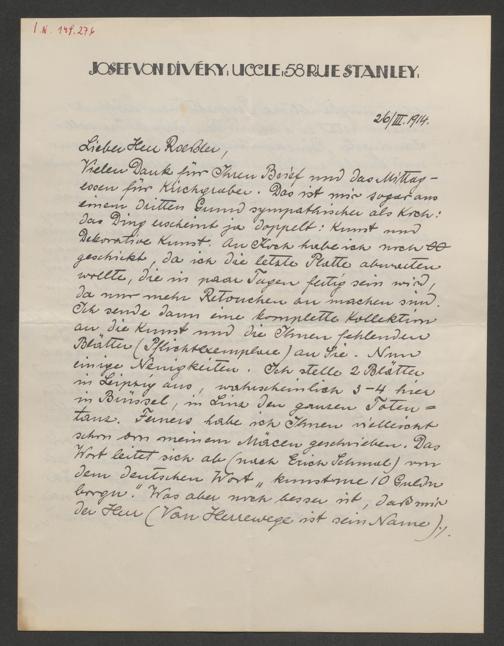 I.N. 149.276
JOSEF VON DIVÉKY, UCCLE, 58 RUE STANLEY,
26/III. 1914.
Lieber Herr Roessler,
Vielen Dank für Ihren Brief und das Mittag-
essen für Kirchgraber. Das ist mir sogar aus
einem dritten Grund sympathischer als Koch:
das Ding erscheint ja doppelt: Kunst und
Dekorative Kunst. An Koch habe ich noch
geschickt, da ich die letzte Platte abwarten
wollte, die in paar Tagen fertig sein wird,
da nur mehr Retouchen zu machen sind.
Ich sende dann eine komplette Kollektion
an die Kunst und die Ihnen fehlenden
Blätter (Pflichtexemplare) an Sie. Nun
einige Neuigkeiten. Ich stelle 2 Blätter
in Leipzig aus, wahrscheinlich 3-4 hier
in Brüssel, in Linz den ganzen Toten=
tanz. Ferners habe ich Ihnen vielleicht
schon von meinem Mäcen geschrieben. Das
Wort leitet sich ab (nach Erich Schmal) von
dem deutschen Wort „ kunst me 10 Guldn
borgn." Was aber noch besser ist, daß mir
der Herr (Van Herrewege ist sein Name) ./.